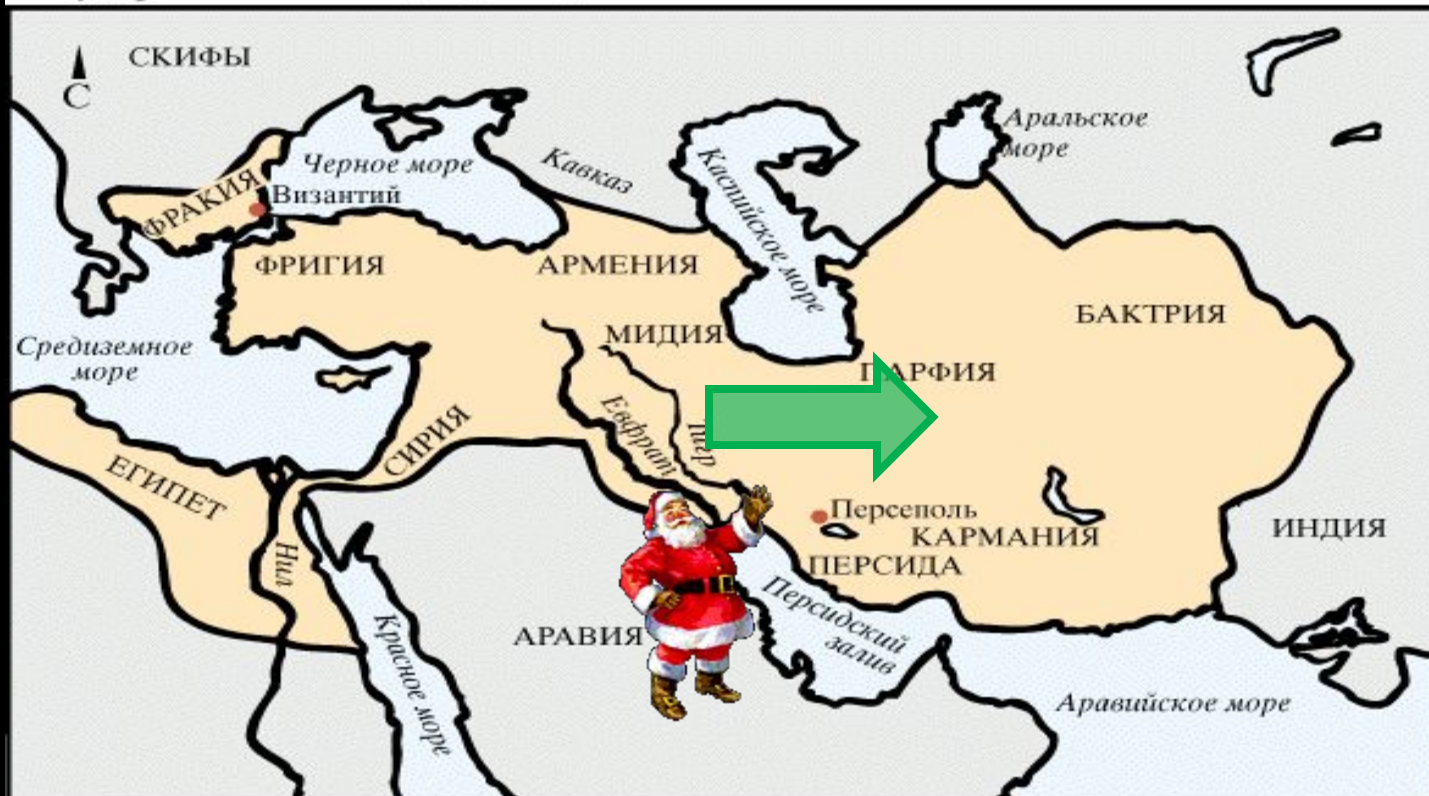 СКИФЫ
С
Аральское
море
Черное море
Кавказ
Каспийское море
ФРАКИЯ
Византий
ФРИГИЯ
АРМЕНИЯ
БАКТРИЯ
МИДИЯ
Средиземное
море
ПАРФИЯ
Евфрат
Тигр
СИРИЯ
ЕГИПЕТ
Персеполь
КАРМАНИЯ
ИНДИЯ
Нил
ПЕРСИДА
Персидский
залив
АРАВИЯ
Красное море
Аравийское море